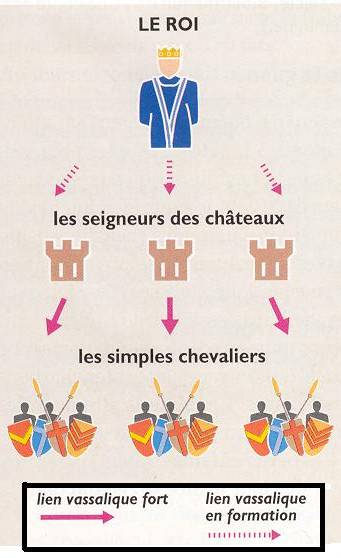 LE ROI
les seigneurs des châteaux
les simples chevaliers
lien vassalique fort
lien vassalique
en formation